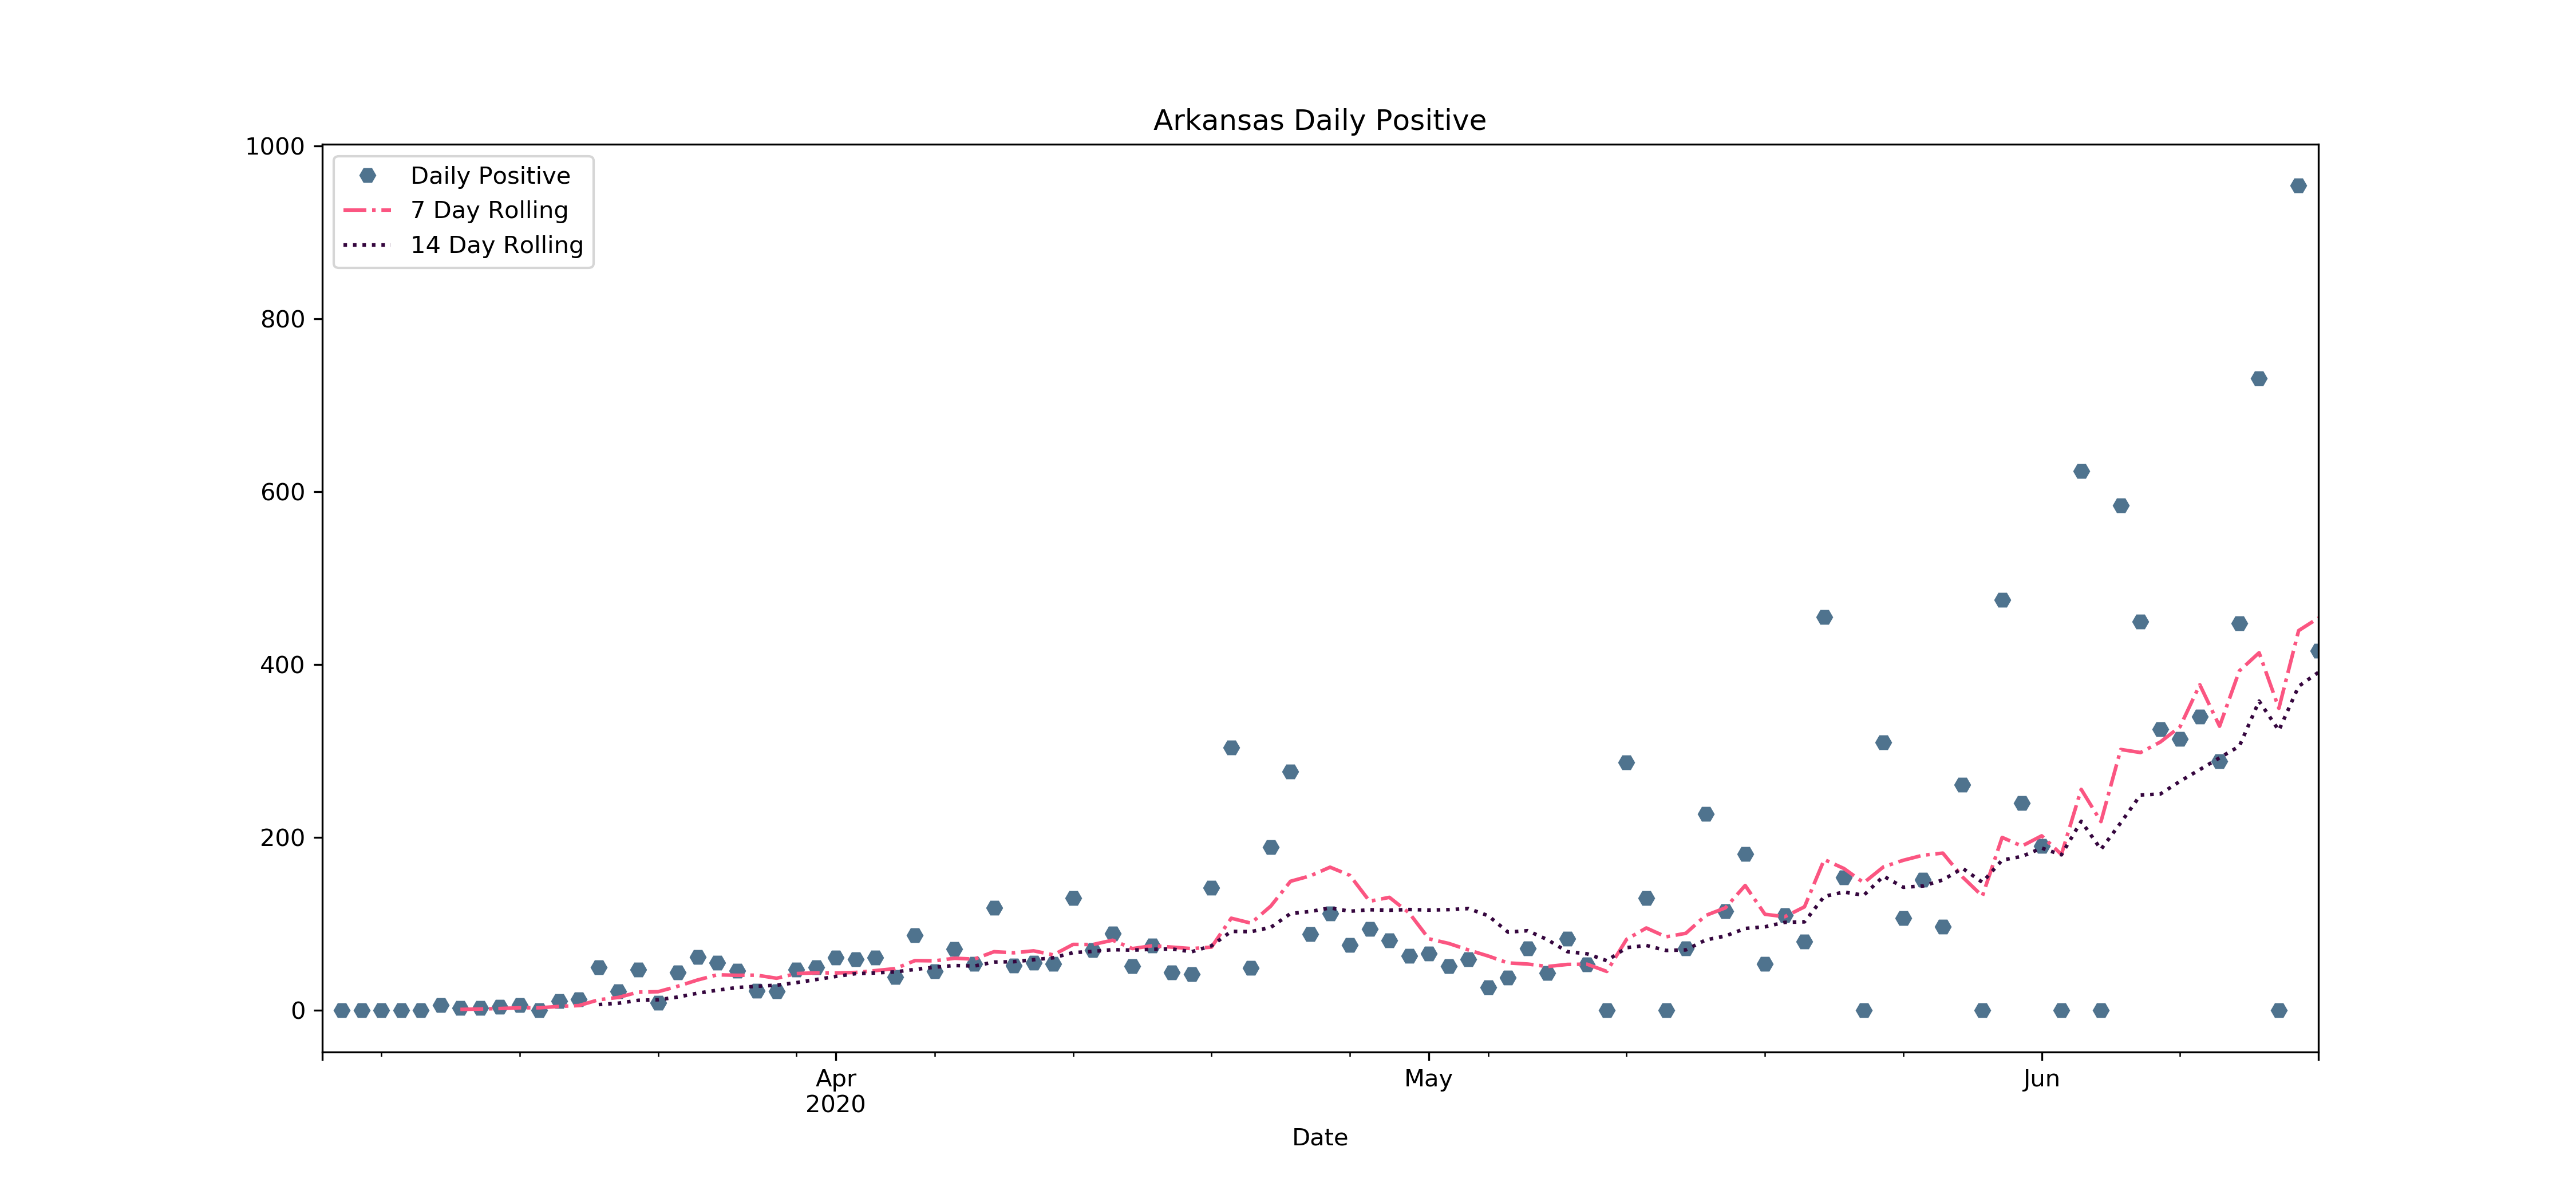 Arkansas Daily Positive
1000
800
600
400
200
0
Daily Positive
7 Day Rolling
14 Day Rolling
Apr
2020
May
Jun
Date